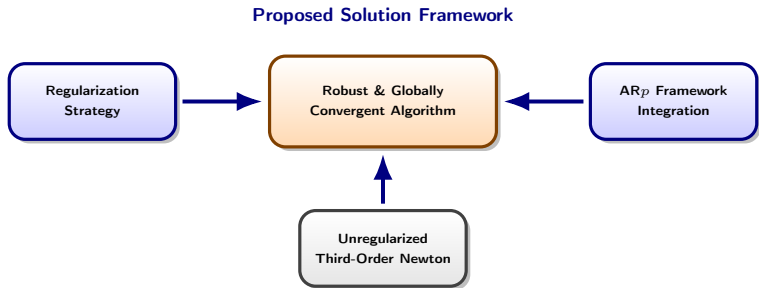 Proposed Solution Framework
Regularization
Strategy
Robust & Globally
Convergent Algorithm
ARp Framework
Integration
Unregularized
Third-Order Newton